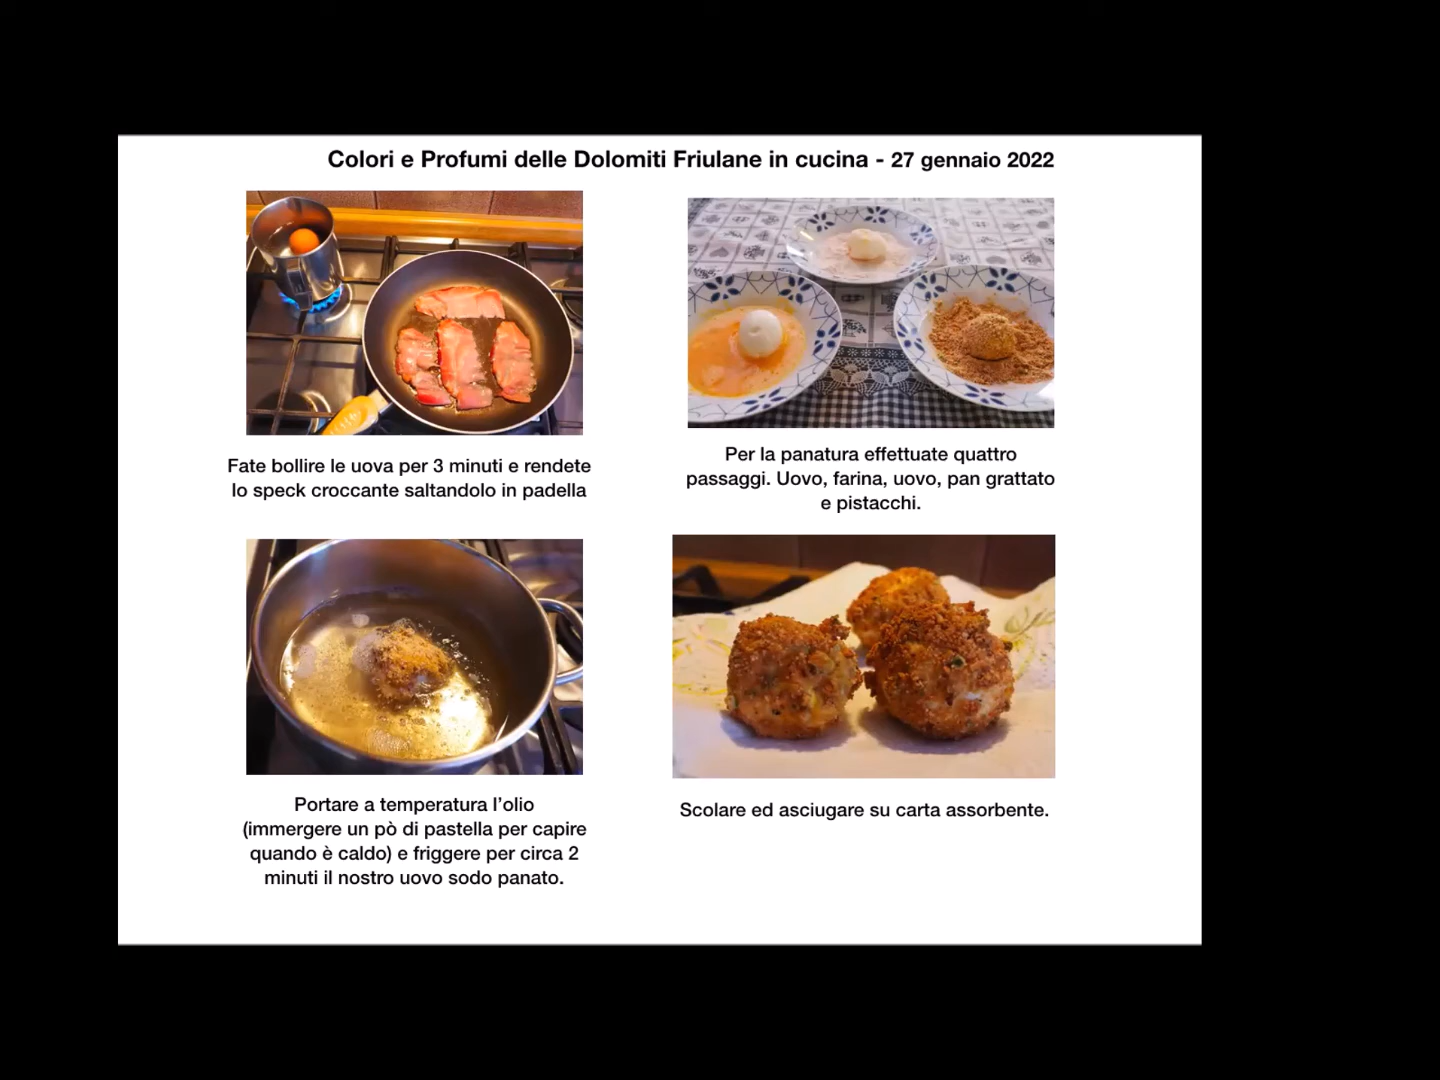 Colori e Profumi delle Dolomiti Friulane in cucina - 27 gennaio 2022
Fate bollire le uova per 3 minuti e rendete
lo speck croccante saltandolo in padella
Per la panatura effettuate quattro
passaggi. Uovo, farina, uovo, pan grattato
e pistacchi.
Portare a temperatura l’olio
(immergere un pò di pastella per capire
quando è caldo) e friggere per circa 2
minuti il nostro uovo sodo panato.
Scolare ed asciugare su carta assorbente.